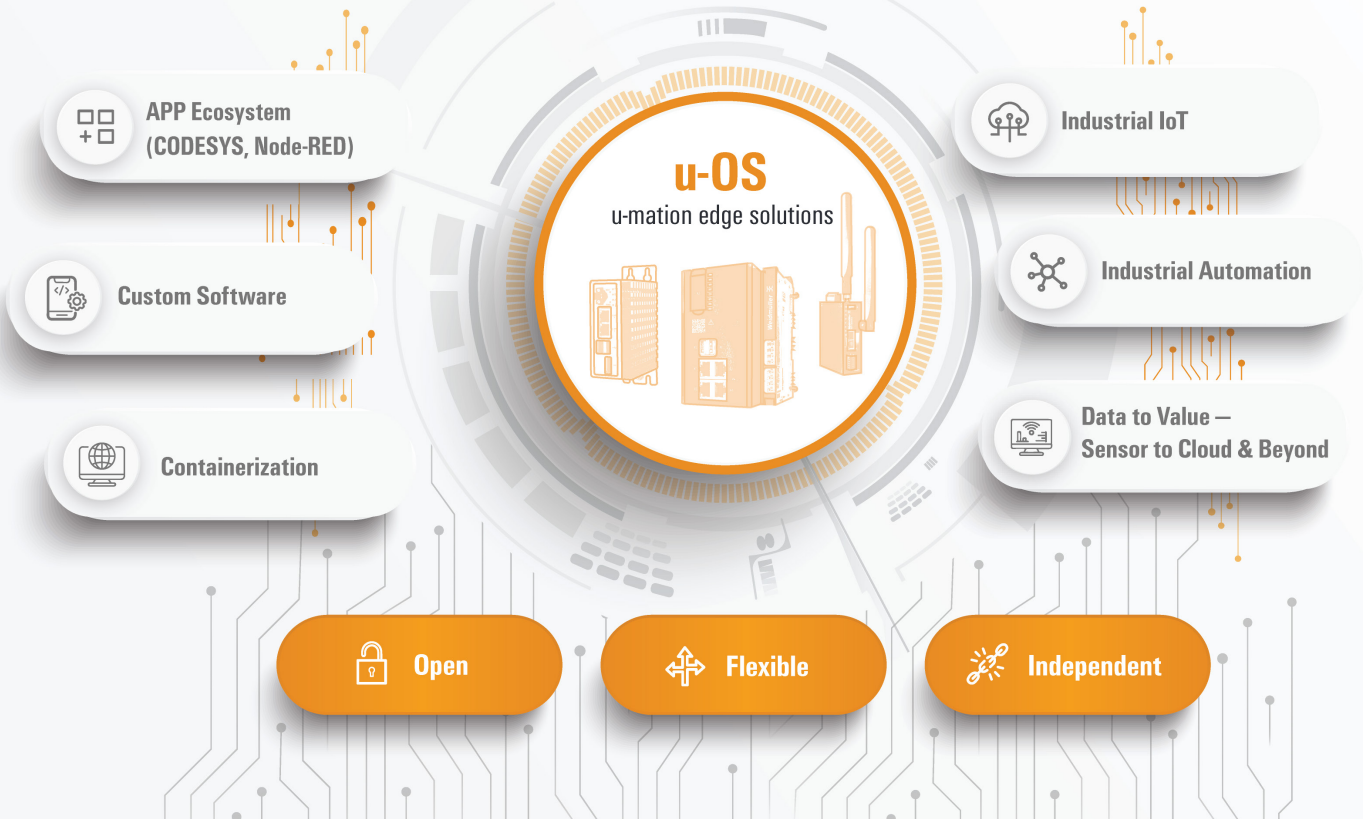 u-OS
u-mation edge solutions
APP Ecosystem
(CODESYS, Node-RED)
Custom Software
Containerization
Industrial IoT
Industrial Automation
Data to Value —
Sensor to Cloud & Beyond
Open
Flexible
Independent